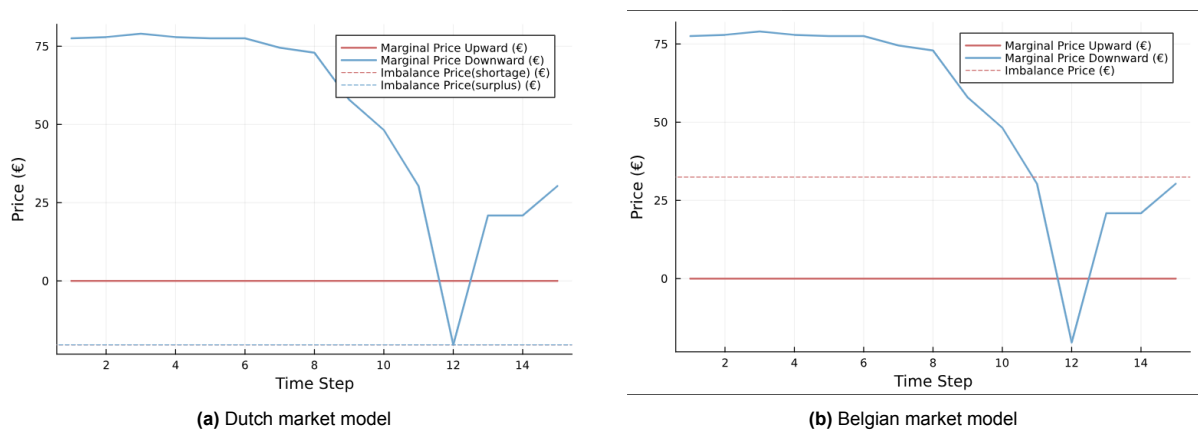 75
50
25
0
Price (€)
2 4 6 8 10 12 14
Time Step
Marginal Price Upward (€)
Marginal Price Downward (€)
Imbalance Price(shortage) (€)
Imbalance Price(surplus) (€)
(a) Dutch market model
75
50
25
0
Price (€)
2 4 6 8 10 12 14
Time Step
Marginal Price Upward (€)
Marginal Price Downward (€)
Imbalance Price (€)
(b) Belgian market model